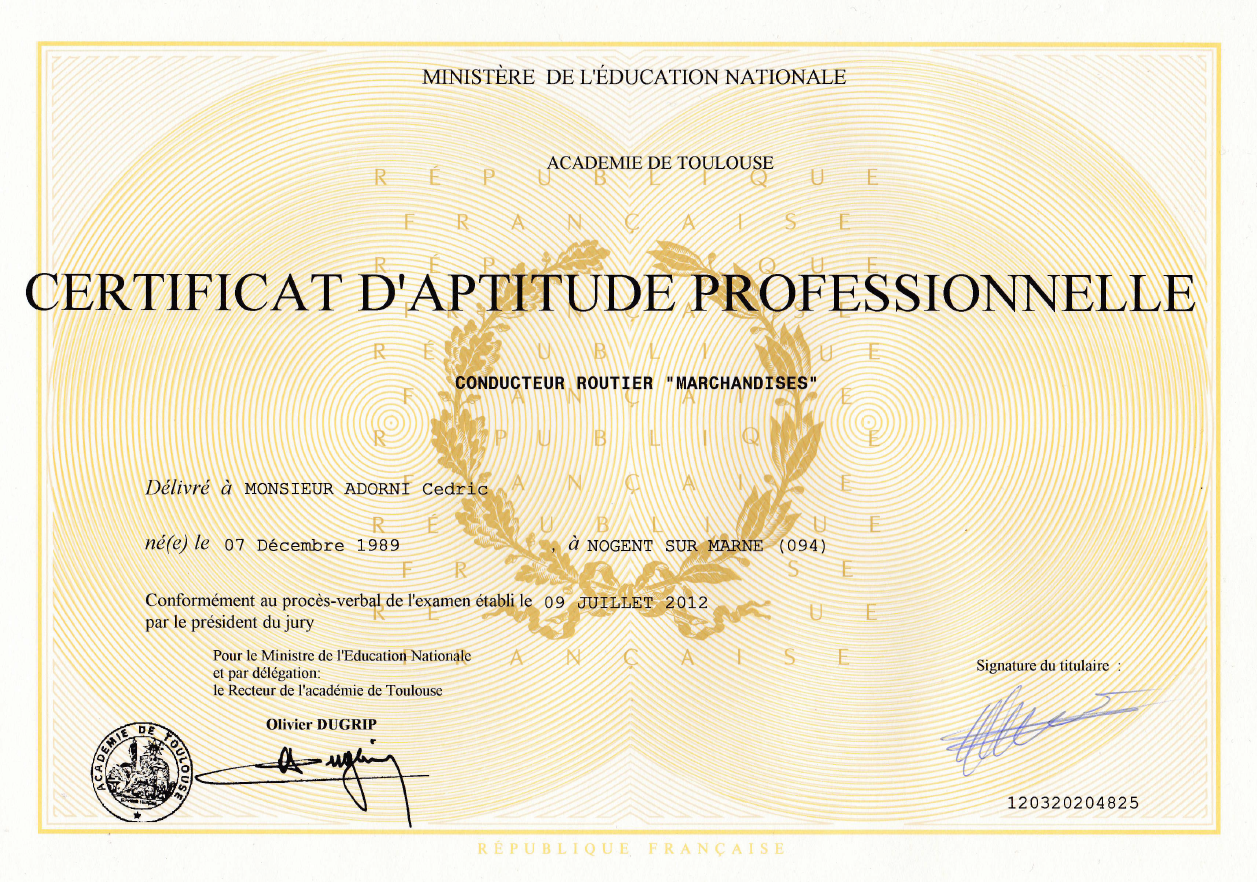 MINISTÈRE DE L'ÉDUCATION NATIONALE
ACADEMIE DE TOULOUSE
RÉPUBLIQUE
FRANÇAISE
CERTIFICAT D'APTITUDE PROFESSIONNELLE
CONDUCTEUR ROUTIER "MARCHANDISES"
Délivré à MONSIEUR ADORNI Cedric
né(e) le 07 Décembre 1989 , à NOGENT SUR MARNE (094)
Conformément au procès-verbal de l'examen établi le 09 JUILLET 2012
par le président du jury
Pour le Ministre de l'Education Nationale
et par délégation:
le Recteur de l'académie de Toulouse
Signature du titulaire :
Olivier DUGRIP
ACADEMIE DE TOULOUSE
120320204825
RÉPUBLIQUE FRANÇAISE